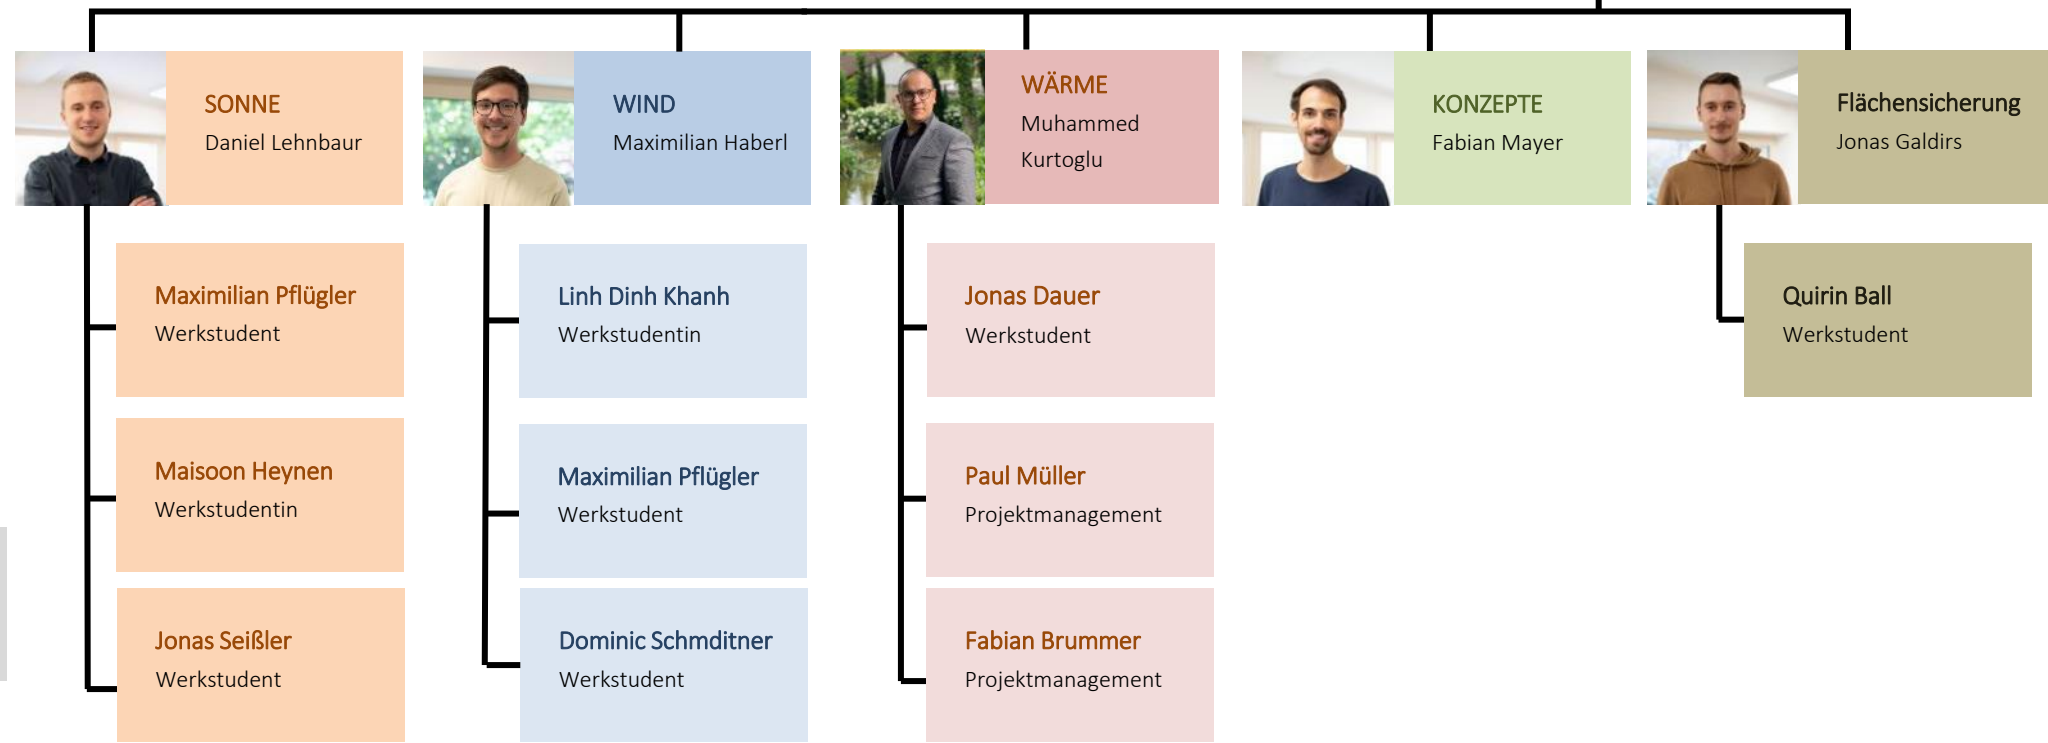 SONNE
Daniel Lehnbaur
WIND
Maximilian Haberl
WÄRME
Muhammed
Kurtoglu
KONZEPTE
Fabian Mayer
Flächensicherung
Jonas Galdirs
Maximilian Pflügler
Werkstudent
Maisoon Heynen
Werkstudentin
Jonas Seißler
Werkstudent
Linh Dinh Khanh
Werkstudentin
Maximilian Pflügler
Werkstudent
Dominic Schmditner
Werkstudent
Jonas Dauer
Werkstudent
Paul Müller
Projektmanagement
Fabian Brummer
Projektmanagement
Quirin Ball
Werkstudent